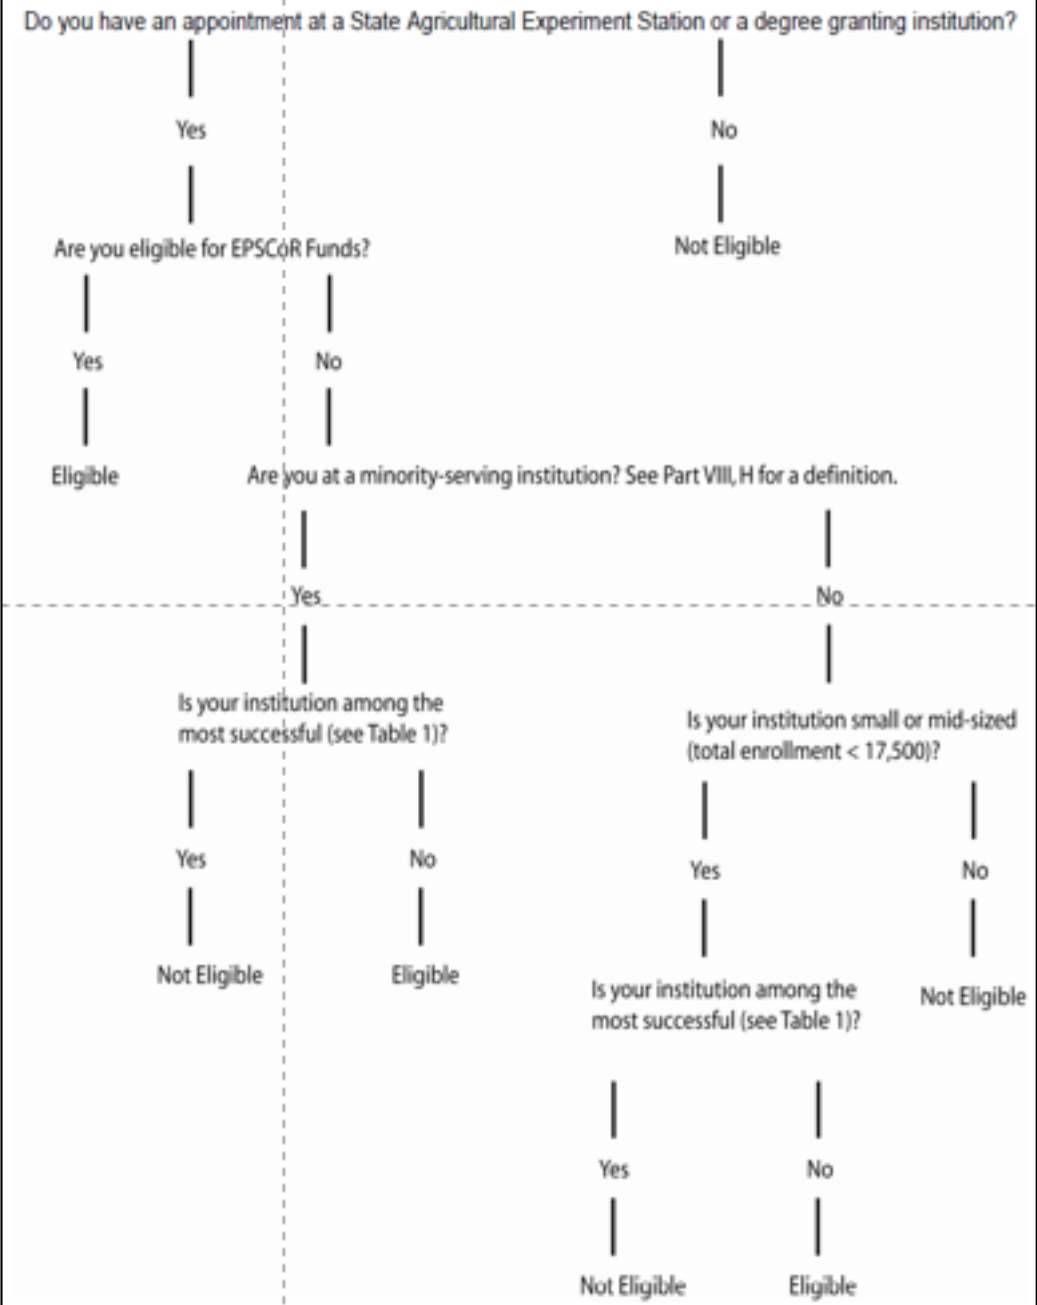 Do you have an appointment at a State Agricultural Experiment Station or a degree granting institution?
Yes
No
Are you eligible for EPSCoR Funds?
Not Eligible
Yes
No
Eligible
Are you at a minority-serving institution? See Part VIII, H for a definition.
Yes
No
Is your institution among the
most successful (see Table 1)?
Is your institution small or mid-sized
(total enrollment < 17,500)?
Yes
No
Yes
No
Not Eligible
Eligible
Is your institution among the
most successful (see Table 1)?
Not Eligible
Yes
No
Not Eligible
Eligible